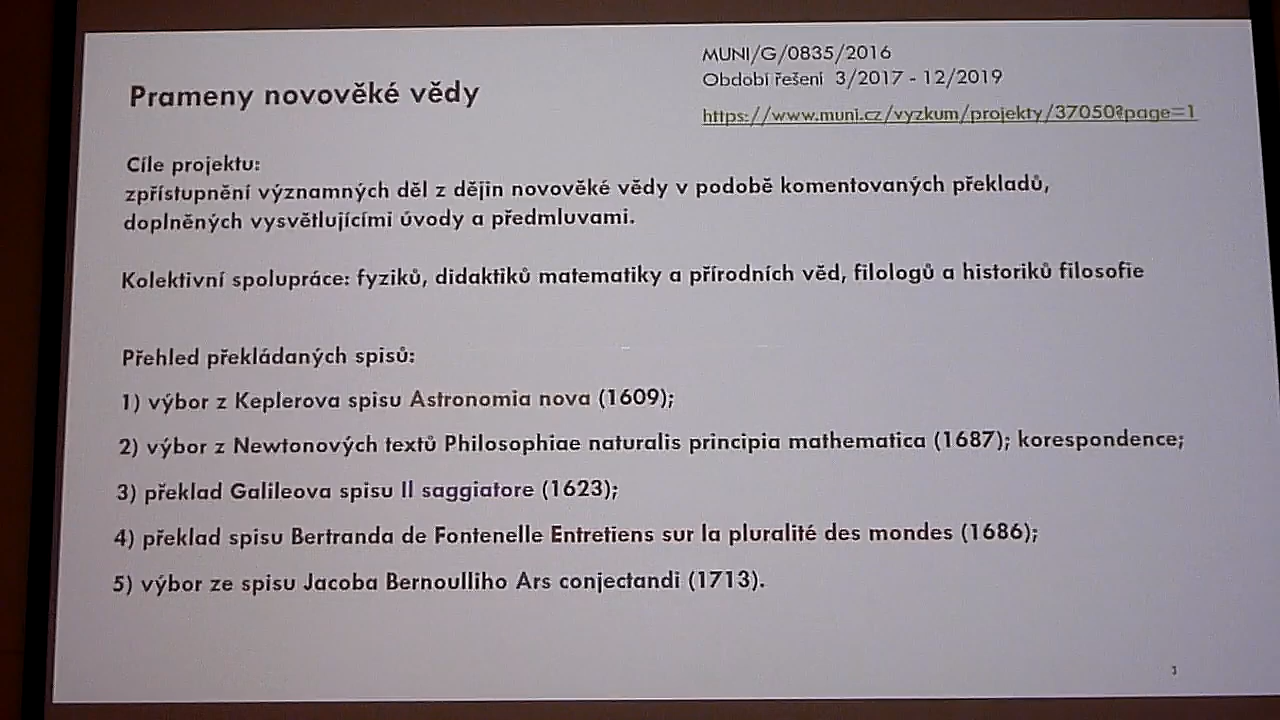 MUNI/G/0835/2016
Období řešení 3/2017 - 12/2019
Prameny novověké vědy
https://www.muni.cz/vyzkum/projekty/37050?page=1
Cíle projektu:
zpřístupnění významných děl z dějin novověké vědy v podobě komentovaných překladů,
doplněných vysvětlujícími úvody a předmluvami.
Kolektivní spolupráce: fyziků, didaktiků matematiky a přírodních věd, filologů a historiků filosofie
Přehled překládaných spisů:
1) výbor z Keplerova spisu Astronomia nova (1609);
2) výbor z Newtonových textů Philosophiae naturalis principia mathematica (1687); korespondence;
3) překlad Galileova spisu Il saggiatore (1623);
4) překlad spisu Bertranda de Fontenelle Entretiens sur la pluralité des mondes (1686);
5) výbor ze spisu Jacoba Bernoulliho Ars conjectandi (1713).
3